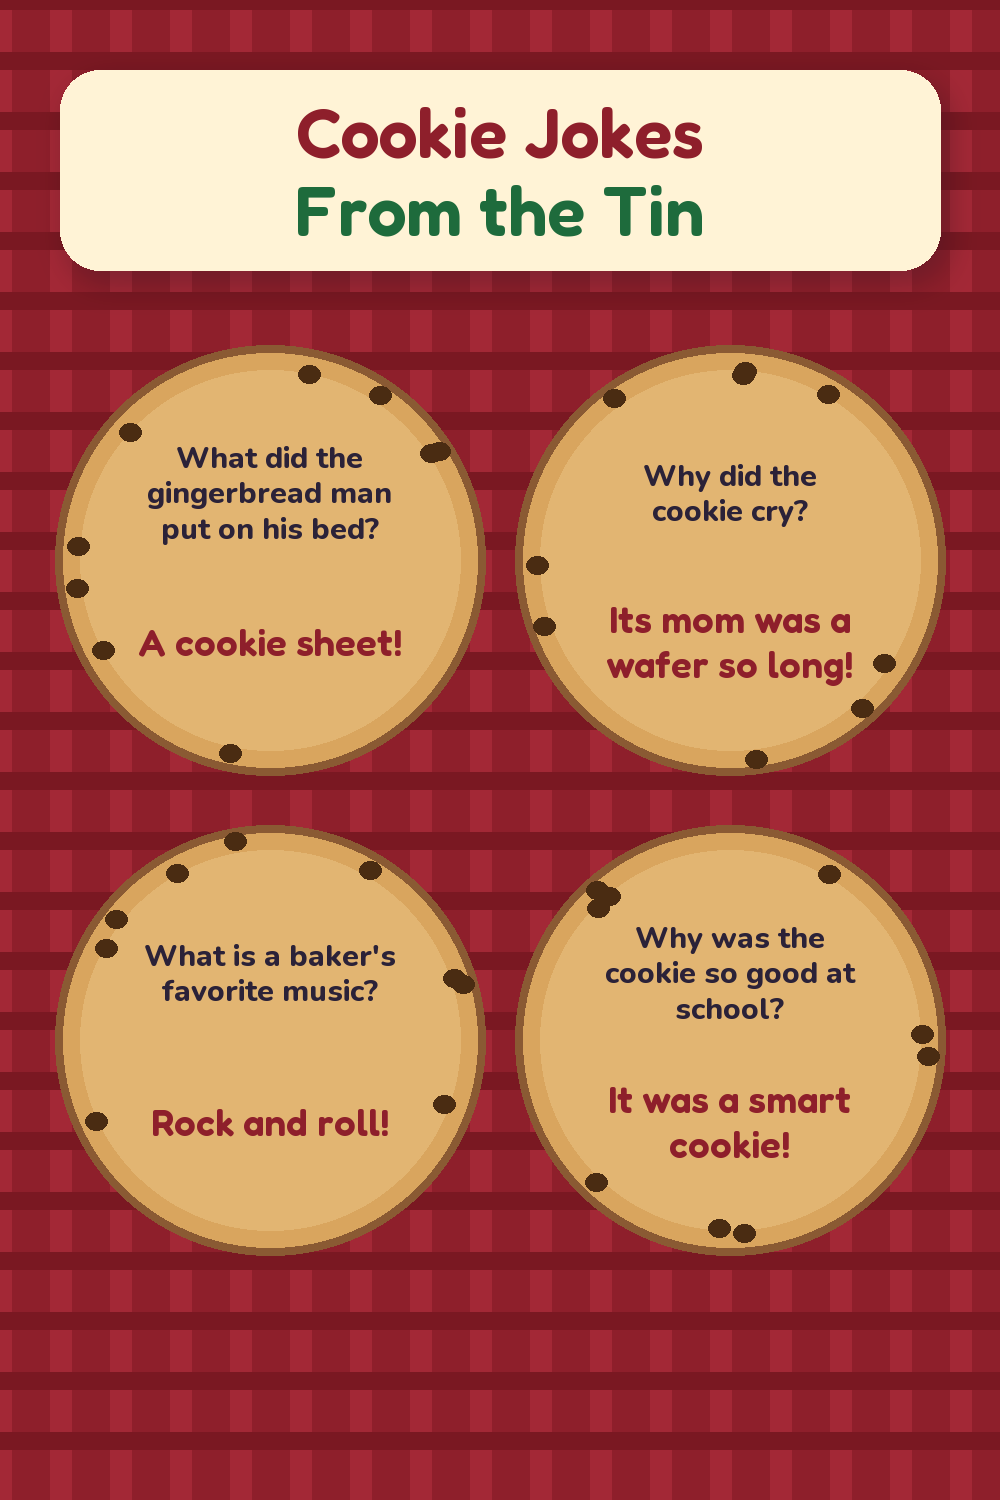 Cookie Jokes
From the Tin
What did the
gingerbread man
put on his bed?
A cookie sheet!
Why did the
cookie cry?
Its mom was a
wafer so long!
What is a baker's
favorite music?
Rock and roll!
Why was the
cookie so good at
school?
It was a smart
cookie!